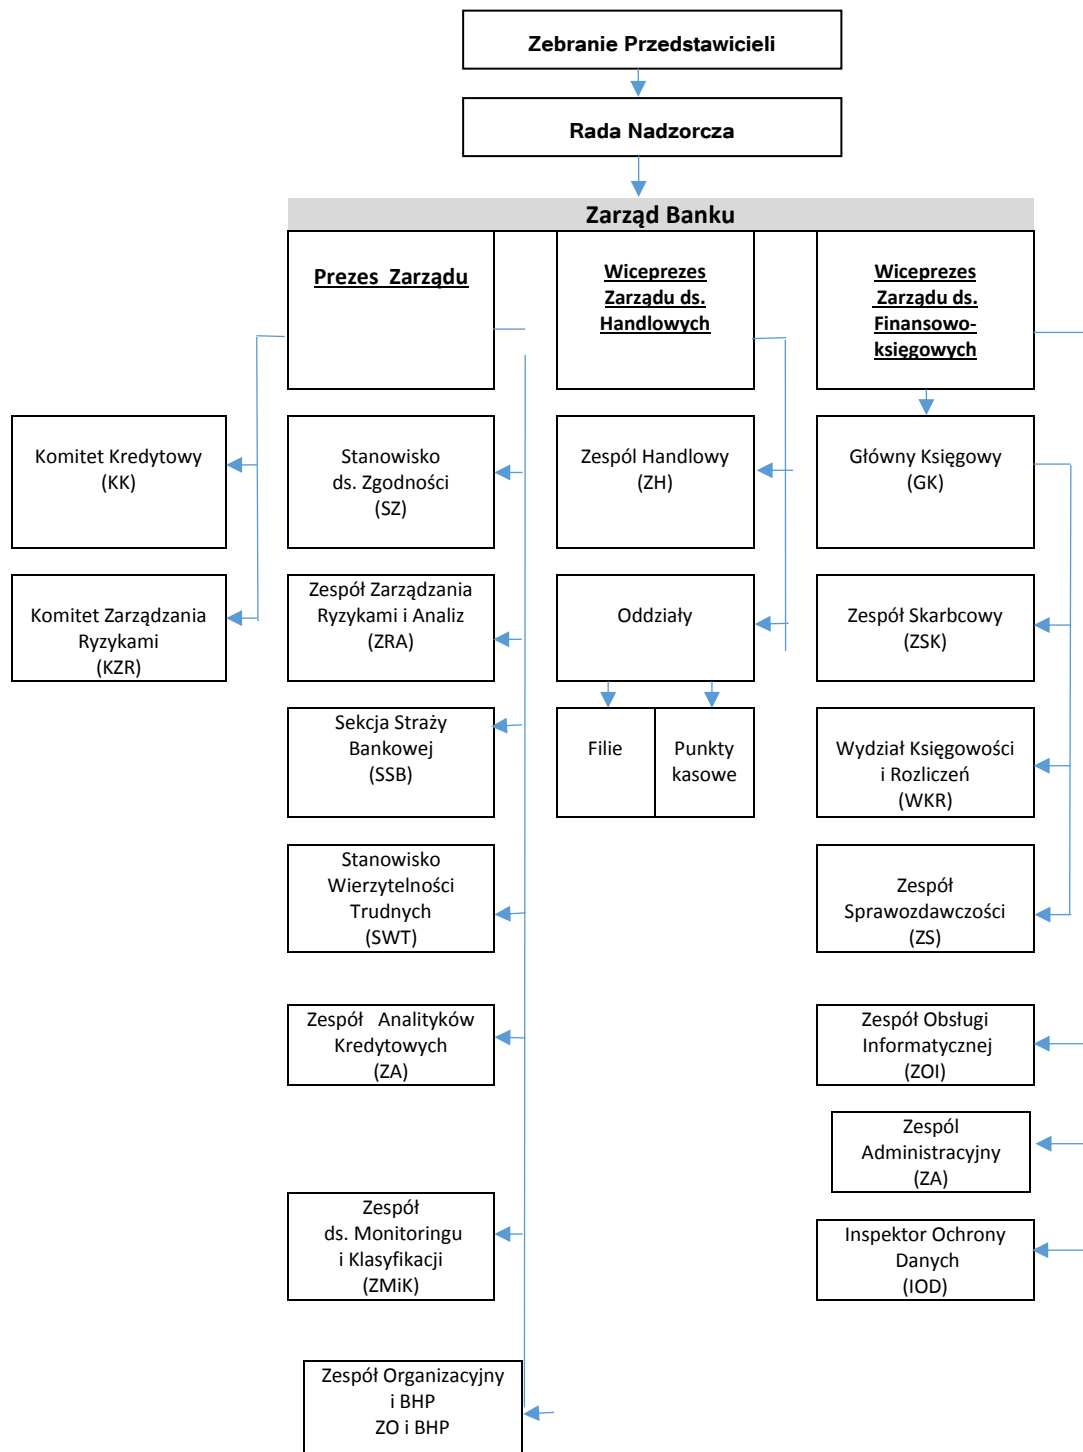 Zebranie Przedstawicieli
Rada Nadzorcza
Zarząd Banku
Prezes Zarządu
Wiceprezes
Zarządu ds.
Handlowych
Wiceprezes
Zarządu ds.
Finansowo-
księgowych
Komitet Kredytowy
(KK)
Stanowisko
ds. Zgodności
(SZ)
Zespól Handlowy
(ZH)
Główny Księgowy
(GK)
Komitet Zarządzania
Ryzykami
(KZR)
Zespół Zarządzania
Ryzykami i Analiz
(ZRA)
Oddziały
Zespół Skarbcowy
(ZSK)
Sekcja Straży
Bankowej
(SSB)
Filie
Punkty
kasowe
Wydział Księgowości
i Rozliczeń
(WKR)
Stanowisko
Wierzytelności
Trudnych
(SWT)
Zespół
Sprawozdawczości
(ZS)
Zespół Analityków
Kredytowych
(ZA)
Zespół Obsługi
Informatycznej
(ZOI)
Zespól
Administracyjny
(ZA)
Zespół
ds. Monitoringu
i Klasyfikacji
(ZMiK)
Inspektor Ochrony
Danych
(IOD)
Zespół Organizacyjny
i BHP
ZO i BHP